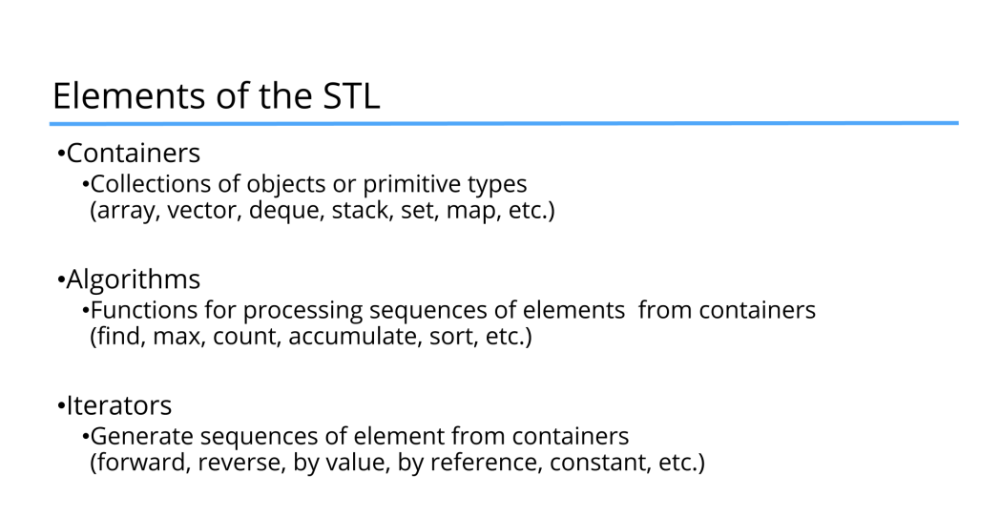 Elements of the STL
•Containers
•Collections of objects or primitive types
(array, vector, deque, stack, set, map, etc.)
•Algorithms
•Functions for processing sequences of elements  from containers
(find, max, count, accumulate, sort, etc.)
•Iterators
•Generate sequences of element from containers
(forward, reverse, by value, by reference, constant, etc.)